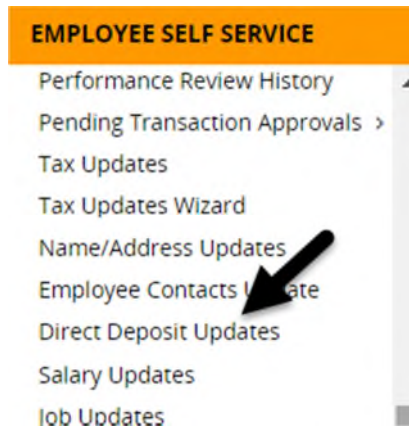 EMPLOYEE SELF SERVICE
Performance Review History
Pending Transaction Approvals >
Tax Updates
Tax Updates Wizard
Name/Address Updates
Employee Contacts Update
Direct Deposit Updates
Salary Updates
Job Updates